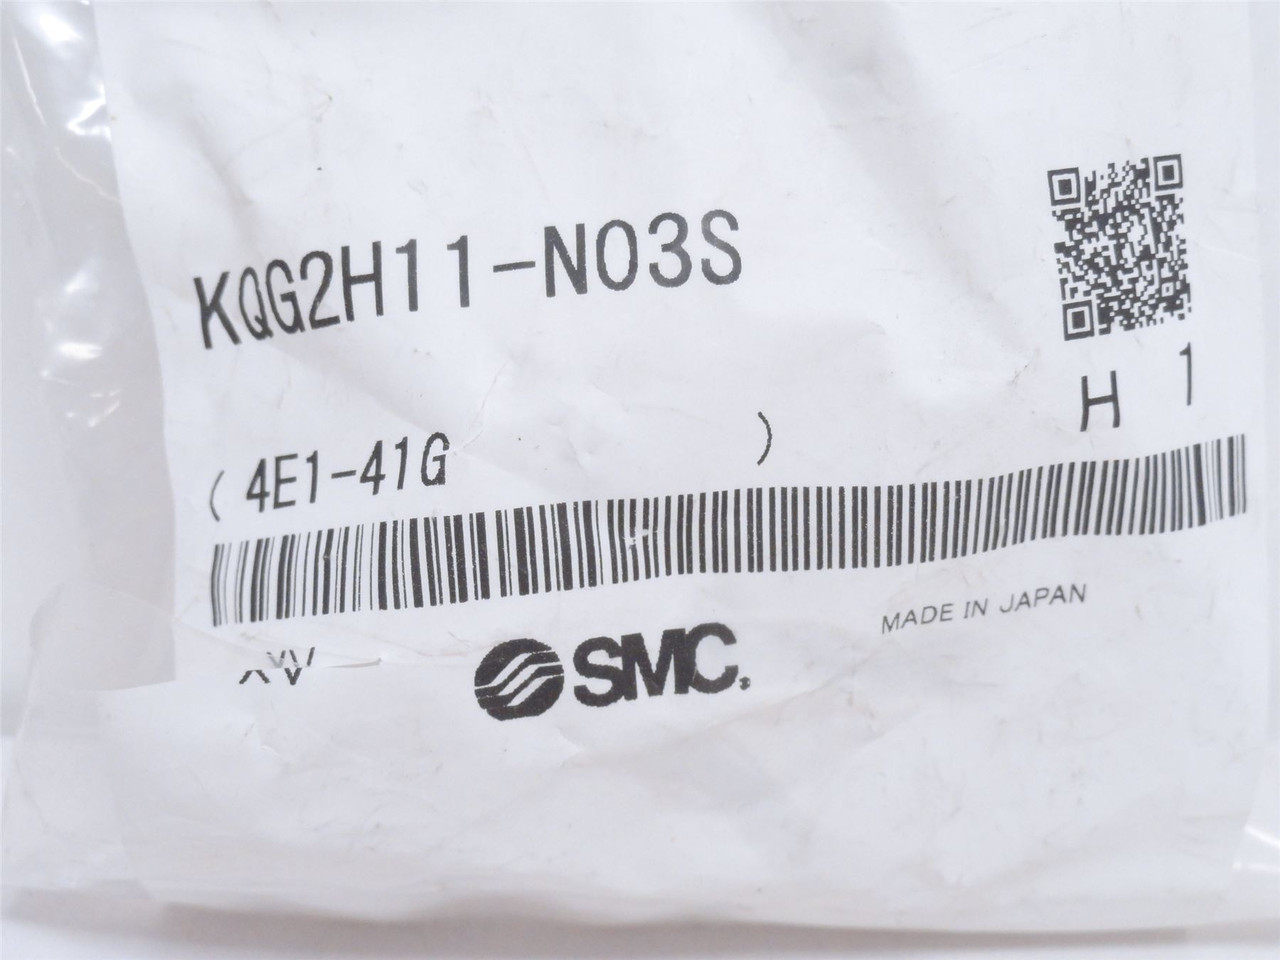 KQG2H11-N03S
H 1
( 4E1-41G )
MADE IN JAPAN
SMC